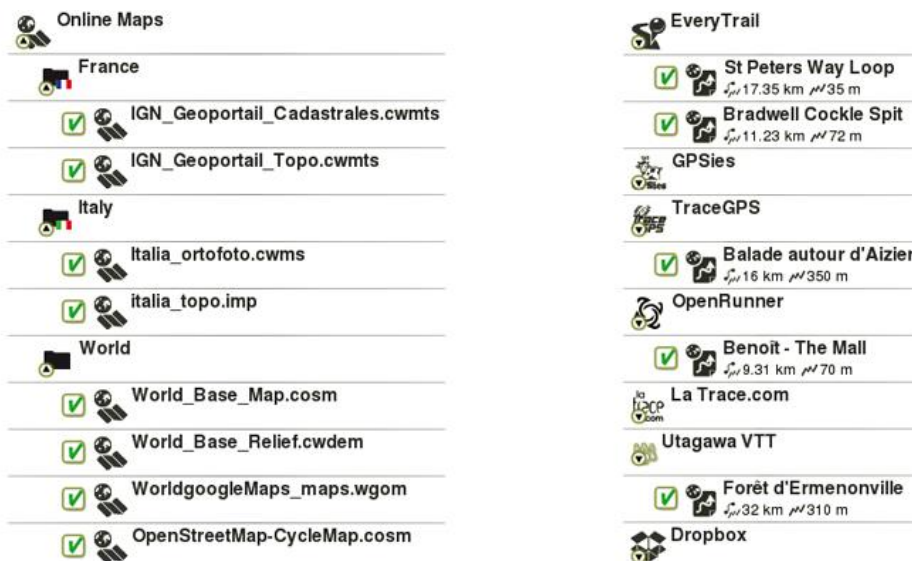 Online Maps
France
IGN_Geoportail_Cadastrales.cwmts
IGN_Geoportail_Topo.cwmts
Italy
Italia_ortofoto.cwms
italia_topo.imp
World
World_Base_Map.cosm
World_Base_Relief.cwdem
WorldgoogleMaps_maps.wgom
OpenStreetMap-CycleMap.cosm
EveryTrail
St Peters Way Loop
17.35 km 35 m
Bradwell Cockle Spit
11.23 km 72 m
GPSies
TraceGPS
Balade autour d'Aizier
16 km 350 m
OpenRunner
Benoît - The Mall
9.31 km 70 m
la trace .com
La Trace.com
Utagawa VTT
Forêt d'Ermenonville
32 km 310 m
Dropbox